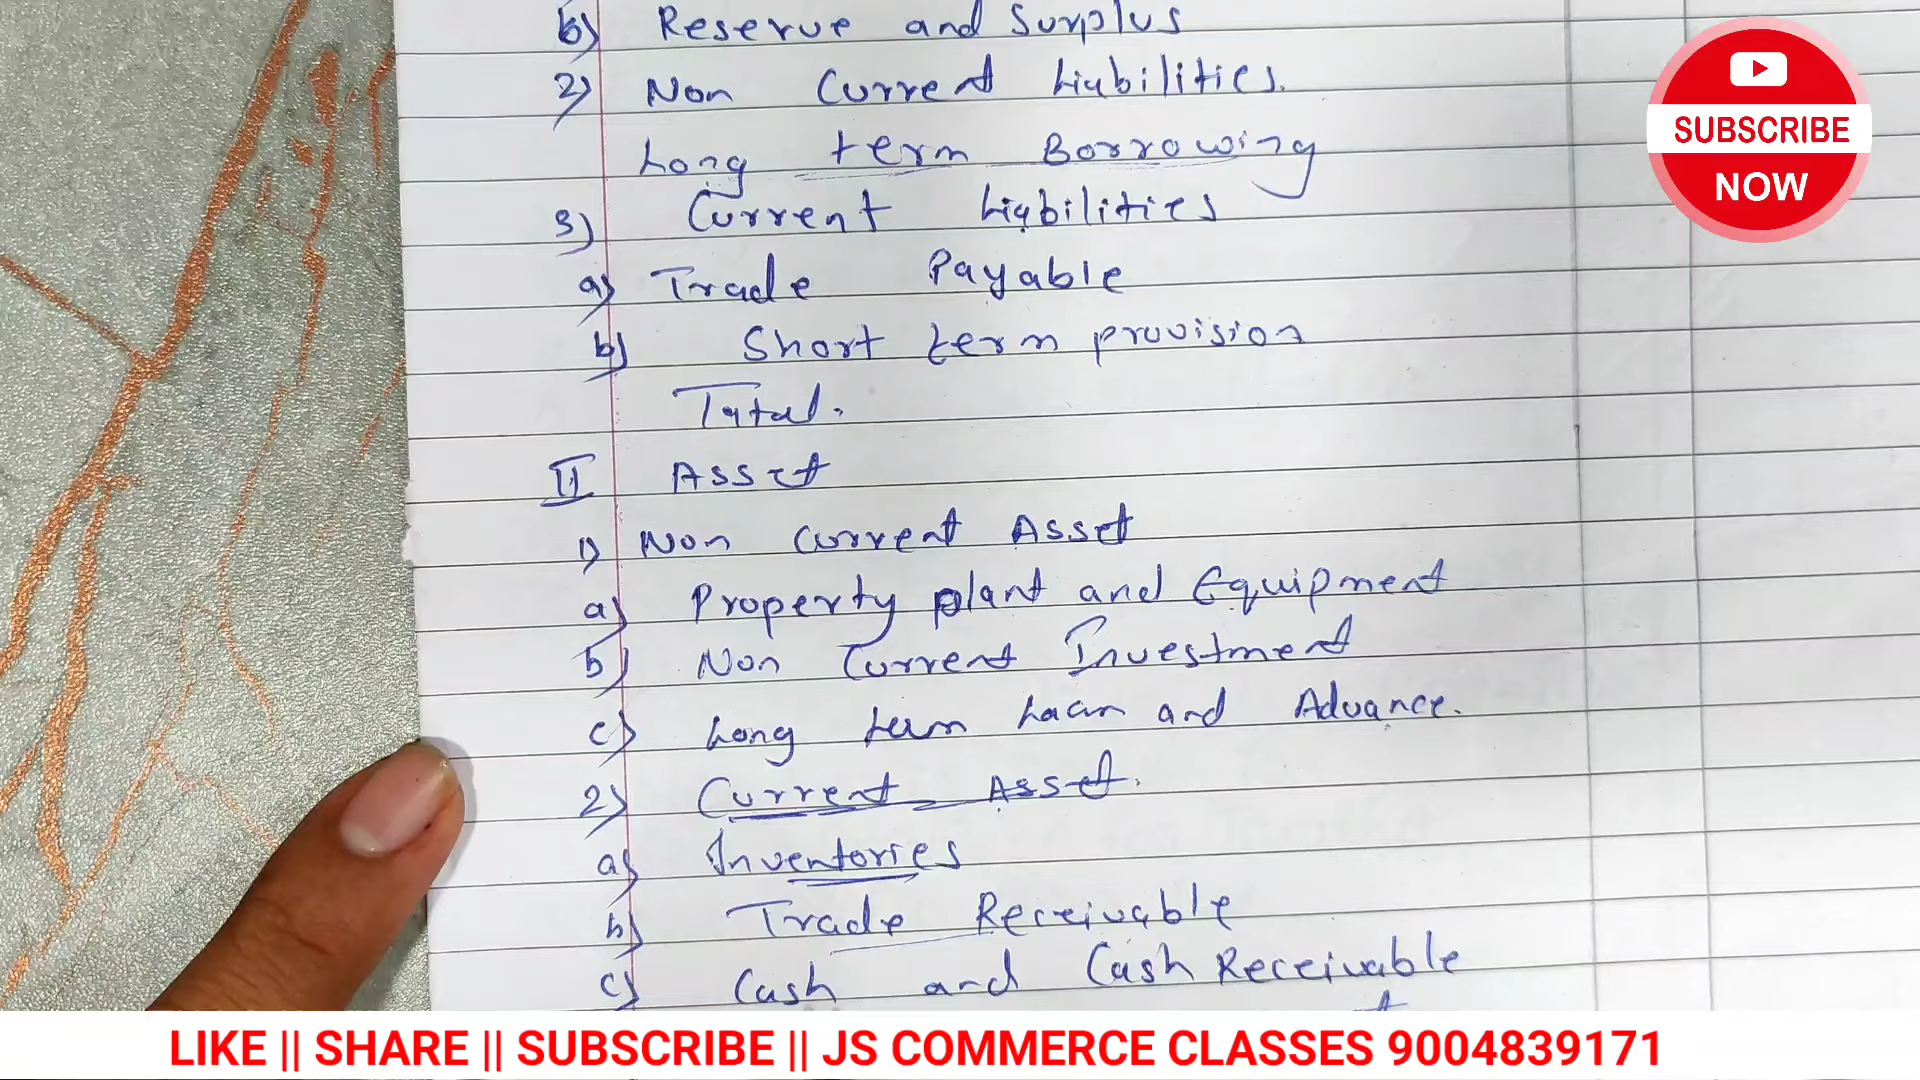 b) Reserve and Surplus
2) Non Current Liabilities.
Long term Borrowing
3) Current Liabilities
a) Trade Payable
b) Short term provision
Total.
II Asset
1) Non Current Asset
a) Property plant and Equipment
b) Non Current Investment
c) Long term Loan and Advance.
2) Current Asset.
a) Inventories
b) Trade Receivable
c) Cash and Cash Receivable
SUBSCRIBE
NOW
LIKE || SHARE || SUBSCRIBE || JS COMMERCE CLASSES 9004839171